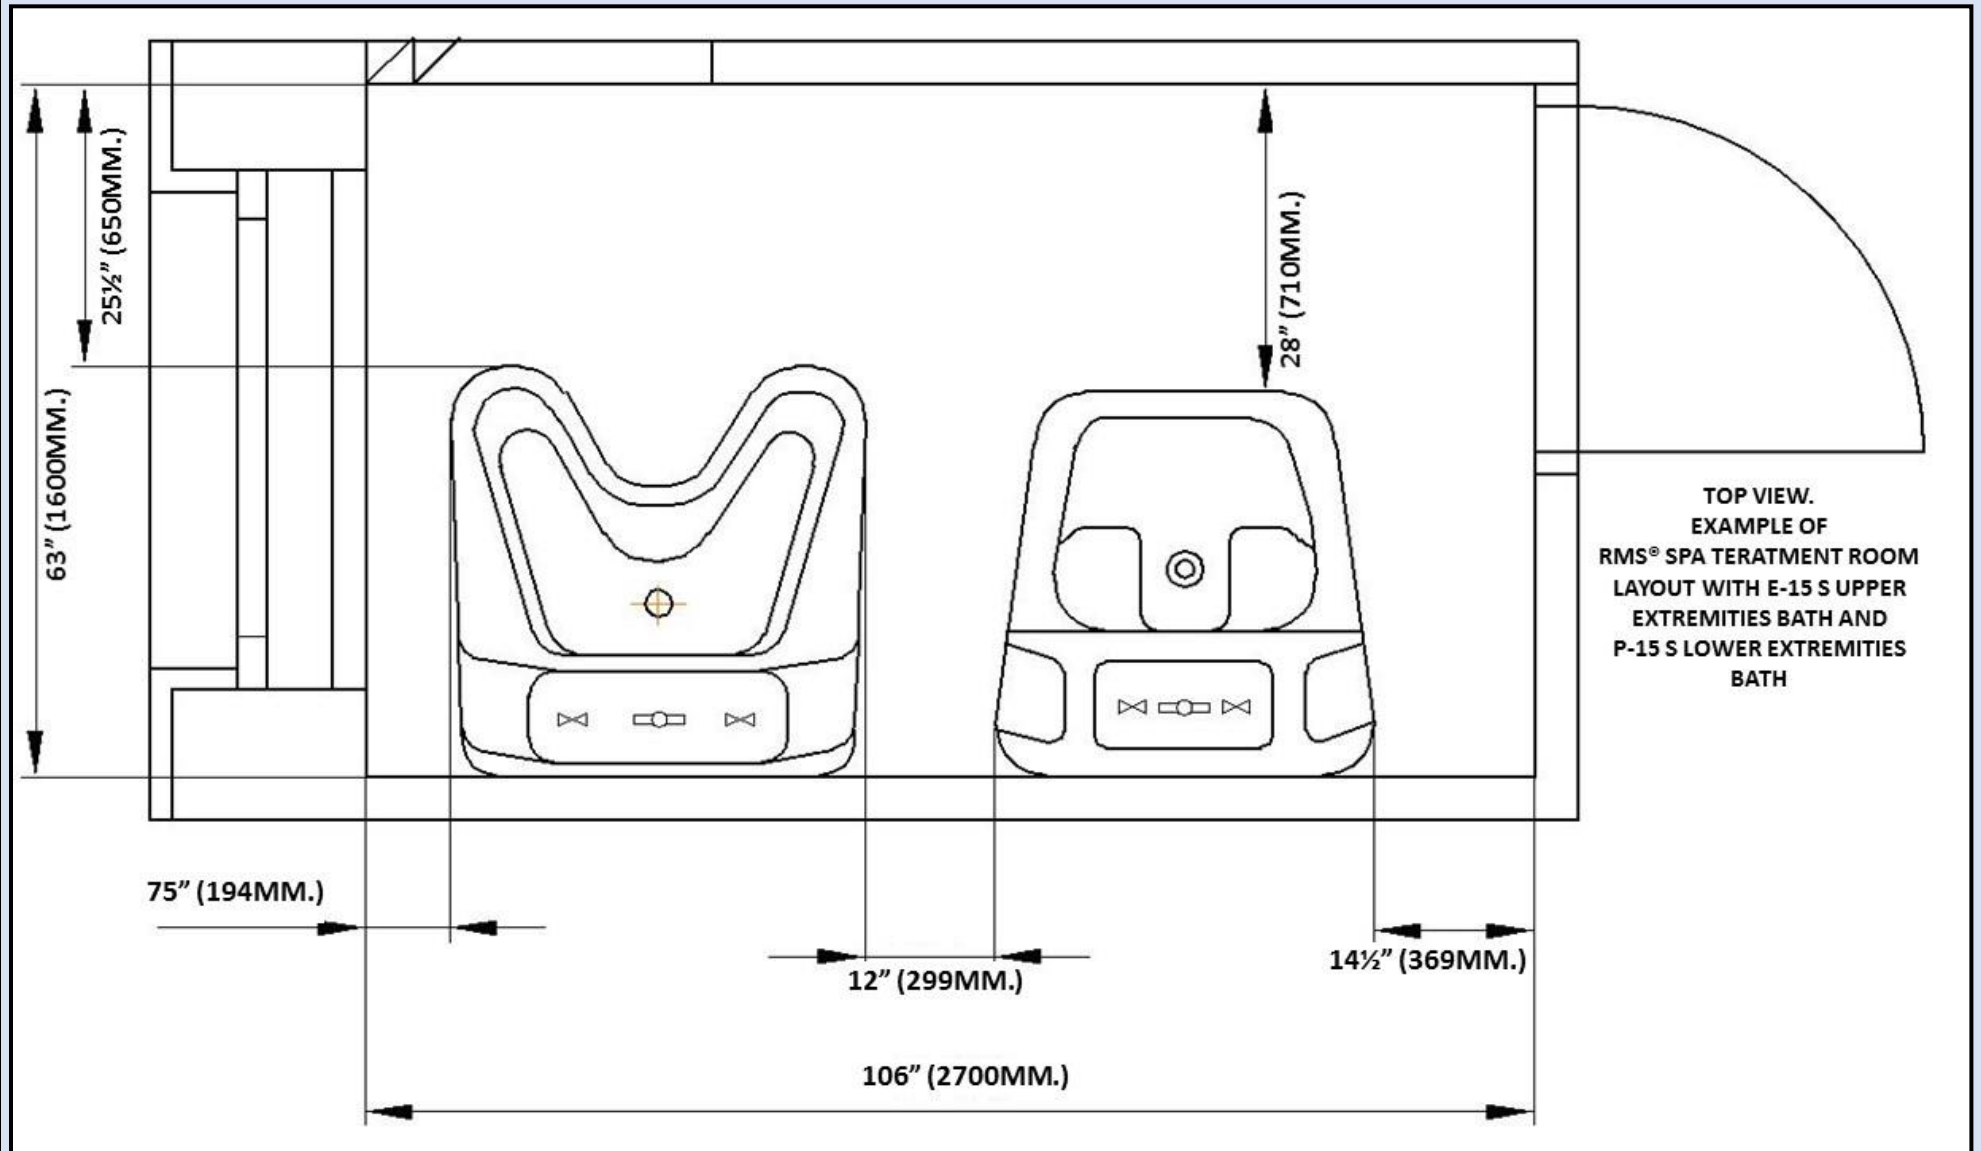 25½” (650MM.)
63” (1600MM.)
28” (710MM.)
TOP VIEW.
EXAMPLE OF
RMS® SPA TERATMENT ROOM
LAYOUT WITH E-15 S UPPER
EXTREMITIES BATH AND
P-15 S LOWER EXTREMITIES
BATH
75” (194MM.)
12” (299MM.)
14½” (369MM.)
106” (2700MM.)